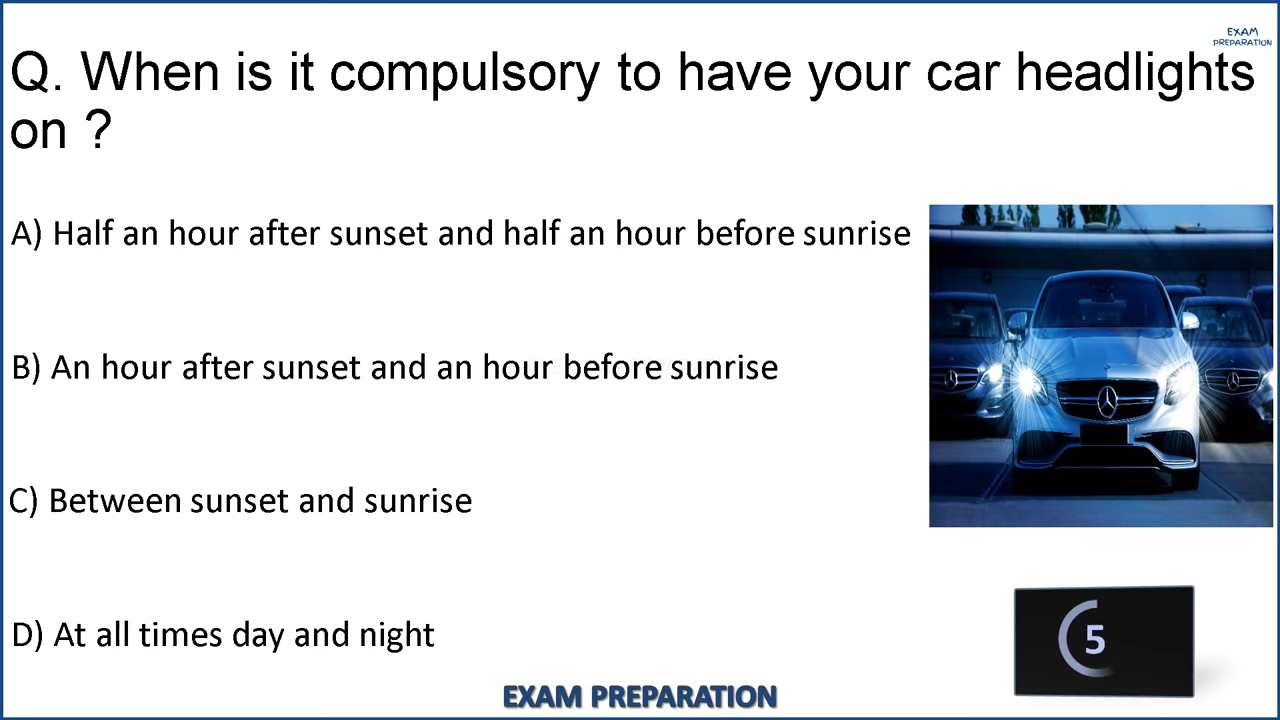 EXAM
PREPARATION
Q. When is it compulsory to have your car headlights
on ?
A) Half an hour after sunset and half an hour before sunrise
B) An hour after sunset and an hour before sunrise
C) Between sunset and sunrise
D) At all times day and night
5
EXAM PREPARATION